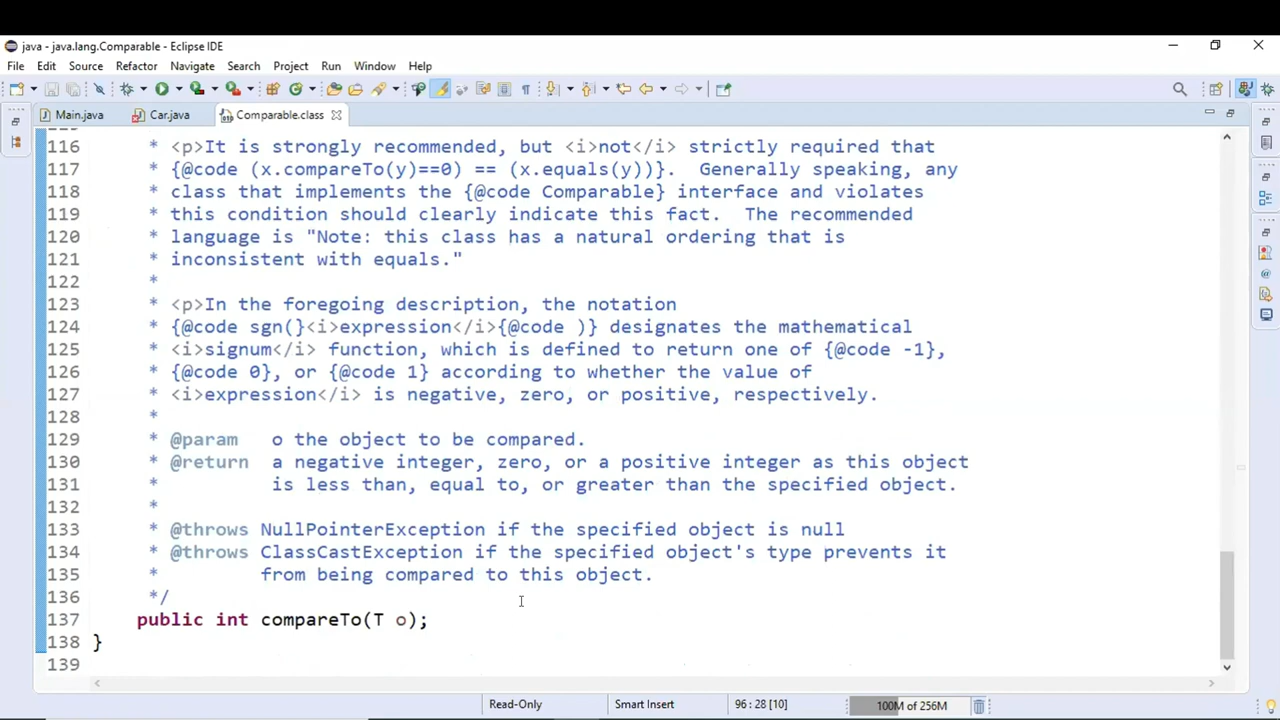 java - java.lang.Comparable - Eclipse IDE
File Edit Source Refactor Navigate Search Project Run Window Help
Main.java Car.java Comparable.class
116 * <p>It is strongly recommended, but <i>not</i> strictly required that
117 * {@code (x.compareTo(y)==0) == (x.equals(y))}. Generally speaking, any
118 * class that implements the {@code Comparable} interface and violates
119 * this condition should clearly indicate this fact. The recommended
120 * language is "Note: this class has a natural ordering that is
121 * inconsistent with equals."
122 *
123 * <p>In the foregoing description, the notation
124 * {@code sgn(}<i>expression</i>{@code )} designates the mathematical
125 * <i>signum</i> function, which is defined to return one of {@code -1},
126 * {@code 0}, or {@code 1} according to whether the value of
127 * <i>expression</i> is negative, zero, or positive, respectively.
128 *
129 * @param o the object to be compared.
130 * @return a negative integer, zero, or a positive integer as this object
131 * is less than, equal to, or greater than the specified object.
132 *
133 * @throws NullPointerException if the specified object is null
134 * @throws ClassCastException if the specified object's type prevents it
135 * from being compared to this object.
136 */
137 public int compareTo(T o);
138 }
139
Read-Only Smart Insert 96 : 28 [10] 100M of 256M